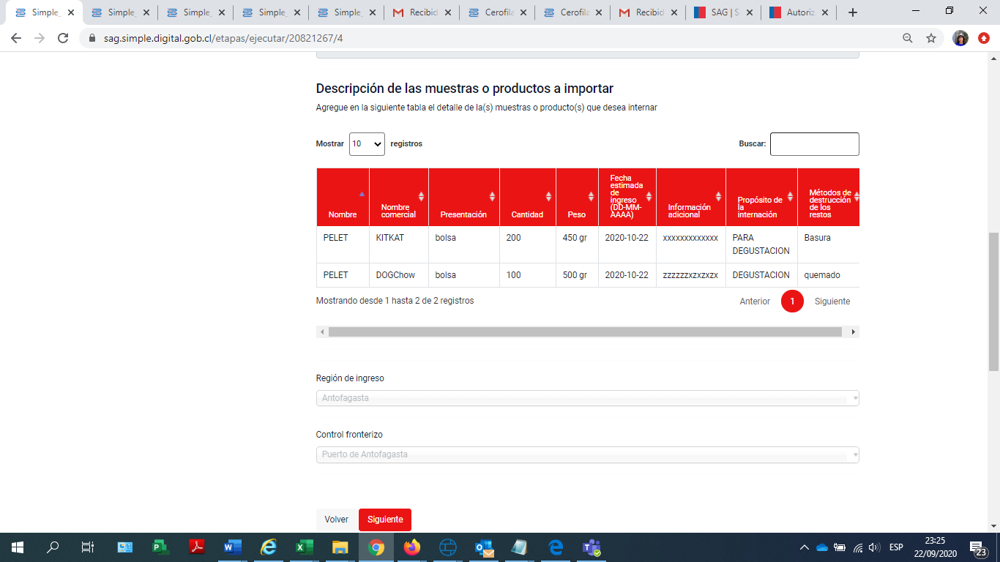 Simple_
Simple_
Simple_
Simple_
Simple_
Recibid
Cerofila
Cerofila
Recibid
SAG | S
Autoriz
sag.simple.digital.gob.cl/etapas/ejecutar/20821267/4
Descripción de las muestras o productos a importar
Agregue en la siguiente tabla el detalle de la(s) muestras o producto(s) que desea internar
Mostrar 10 registros
Buscar:
Nombre
Nombre
comercial
Presentación
Cantidad
Peso
Fecha
estimada
de
ingreso
(DD-MM-
AAAA)
Información
adicional
Propósito de
la
internación
Métodos de
destrucción
de los
restos
PELET KITKAT bolsa 200 450 gr 2020-10-22 xxxxxxxxxxxxx PARA DEGUSTACION Basura
PELET DOGChow bolsa 100 500 gr 2020-10-22 zzzzzzxzxzxzx DEGUSTACION quemado
Mostrando desde 1 hasta 2 de 2 registros
Anterior 1 Siguiente
Región de ingreso
Antofagasta
Control fronterizo
Puerto de Antofagasta
Volver Siguiente
ESP
23:25
22/09/2020
23